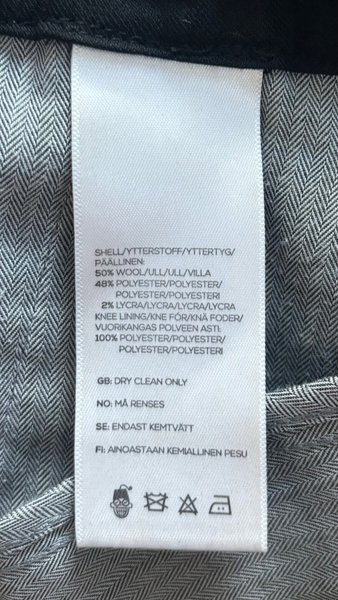 SHELL/YTTERSTOFF/YTTERTYG/
PÄÄLLINEN:
50% WOOL/ULL/ULL/VILLA
48% POLYESTER/POLYESTER/
POLYESTER/POLYESTERI
2% LYCRA/LYCRA/LYCRA/LYCRA
KNEE LINING/KNE FÓR/KNÄ FODER/
VUORIKANGAS POLVEEN ASTI:
100% POLYESTER/POLYESTER/
POLYESTER/POLYESTERI
GB: DRY CLEAN ONLY
NO: MÅ RENSES
SE: ENDAST KEMTVÄTT
FI: AINOASTAAN KEMIALLINEN PESU